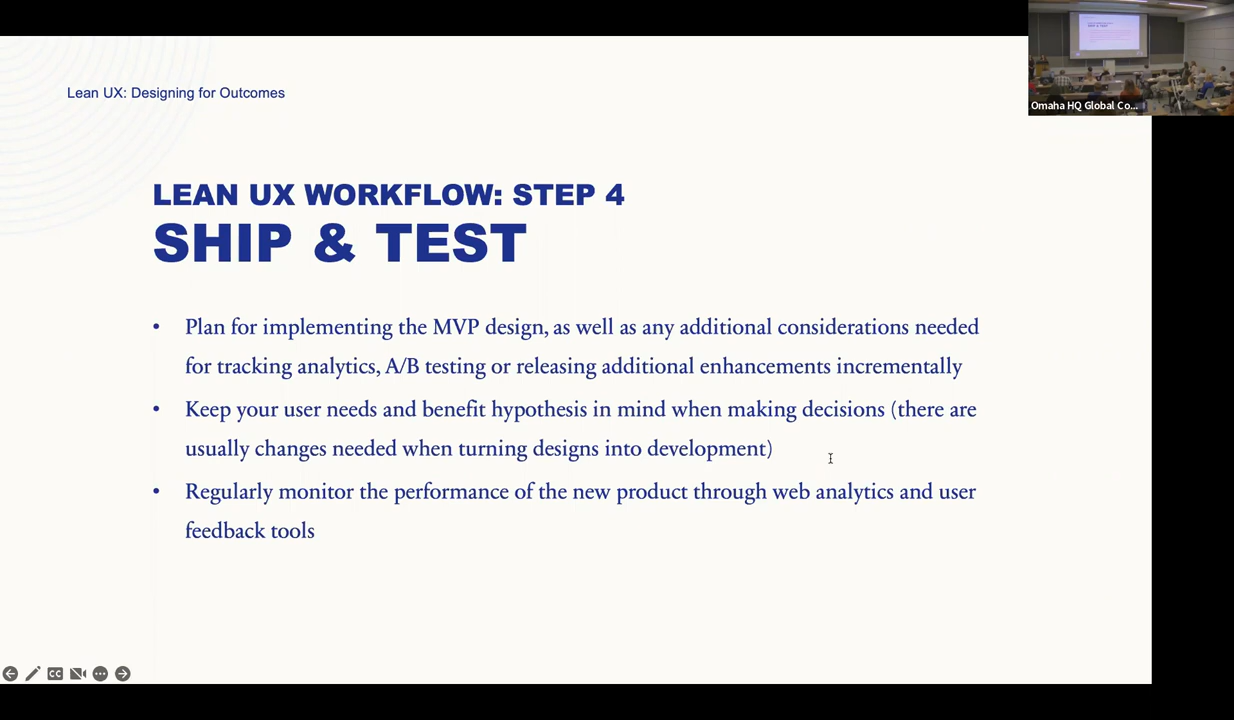 Lean UX: Designing for Outcomes
LEAN UX WORKFLOW: STEP 4
SHIP & TEST
• Plan for implementing the MVP design, as well as any additional considerations needed
for tracking analytics, A/B testing or releasing additional enhancements incrementally
• Keep your user needs and benefit hypothesis in mind when making decisions (there are
usually changes needed when turning designs into development)
• Regularly monitor the performance of the new product through web analytics and user
feedback tools
SHIP & TEST
Omaha HQ Global Co...
CC